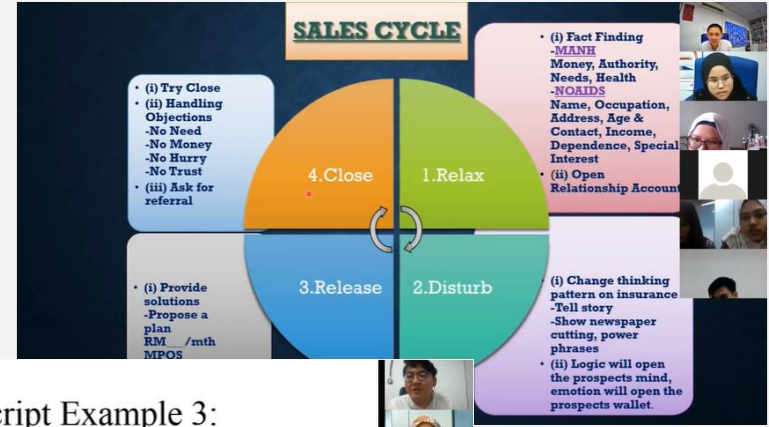 SALES CYCLE
• (i) Try Close
• (ii) Handling
Objections
-No Need
-No Money
-No Hurry
-No Trust
• (iii) Ask for
referral
• (i) Fact Finding
-MANH
Money, Authority,
Needs, Health
-NOAIDS
Name, Occupation,
Address, Age &
Contact, Income,
Dependence, Special
Interest
• (ii) Open
Relationship Account
4.Close
1.Relax
3.Release
2.Disturb
• (i) Provide
solutions
-Propose a
plan
RM__/mth
MPOS
• (i) Change thinking
pattern on insurance
-Tell story
-Show newspaper
cutting, power
phrases
• (ii) Logic will open
the prospects mind,
emotion will open the
prospects wallet.
Example 3: